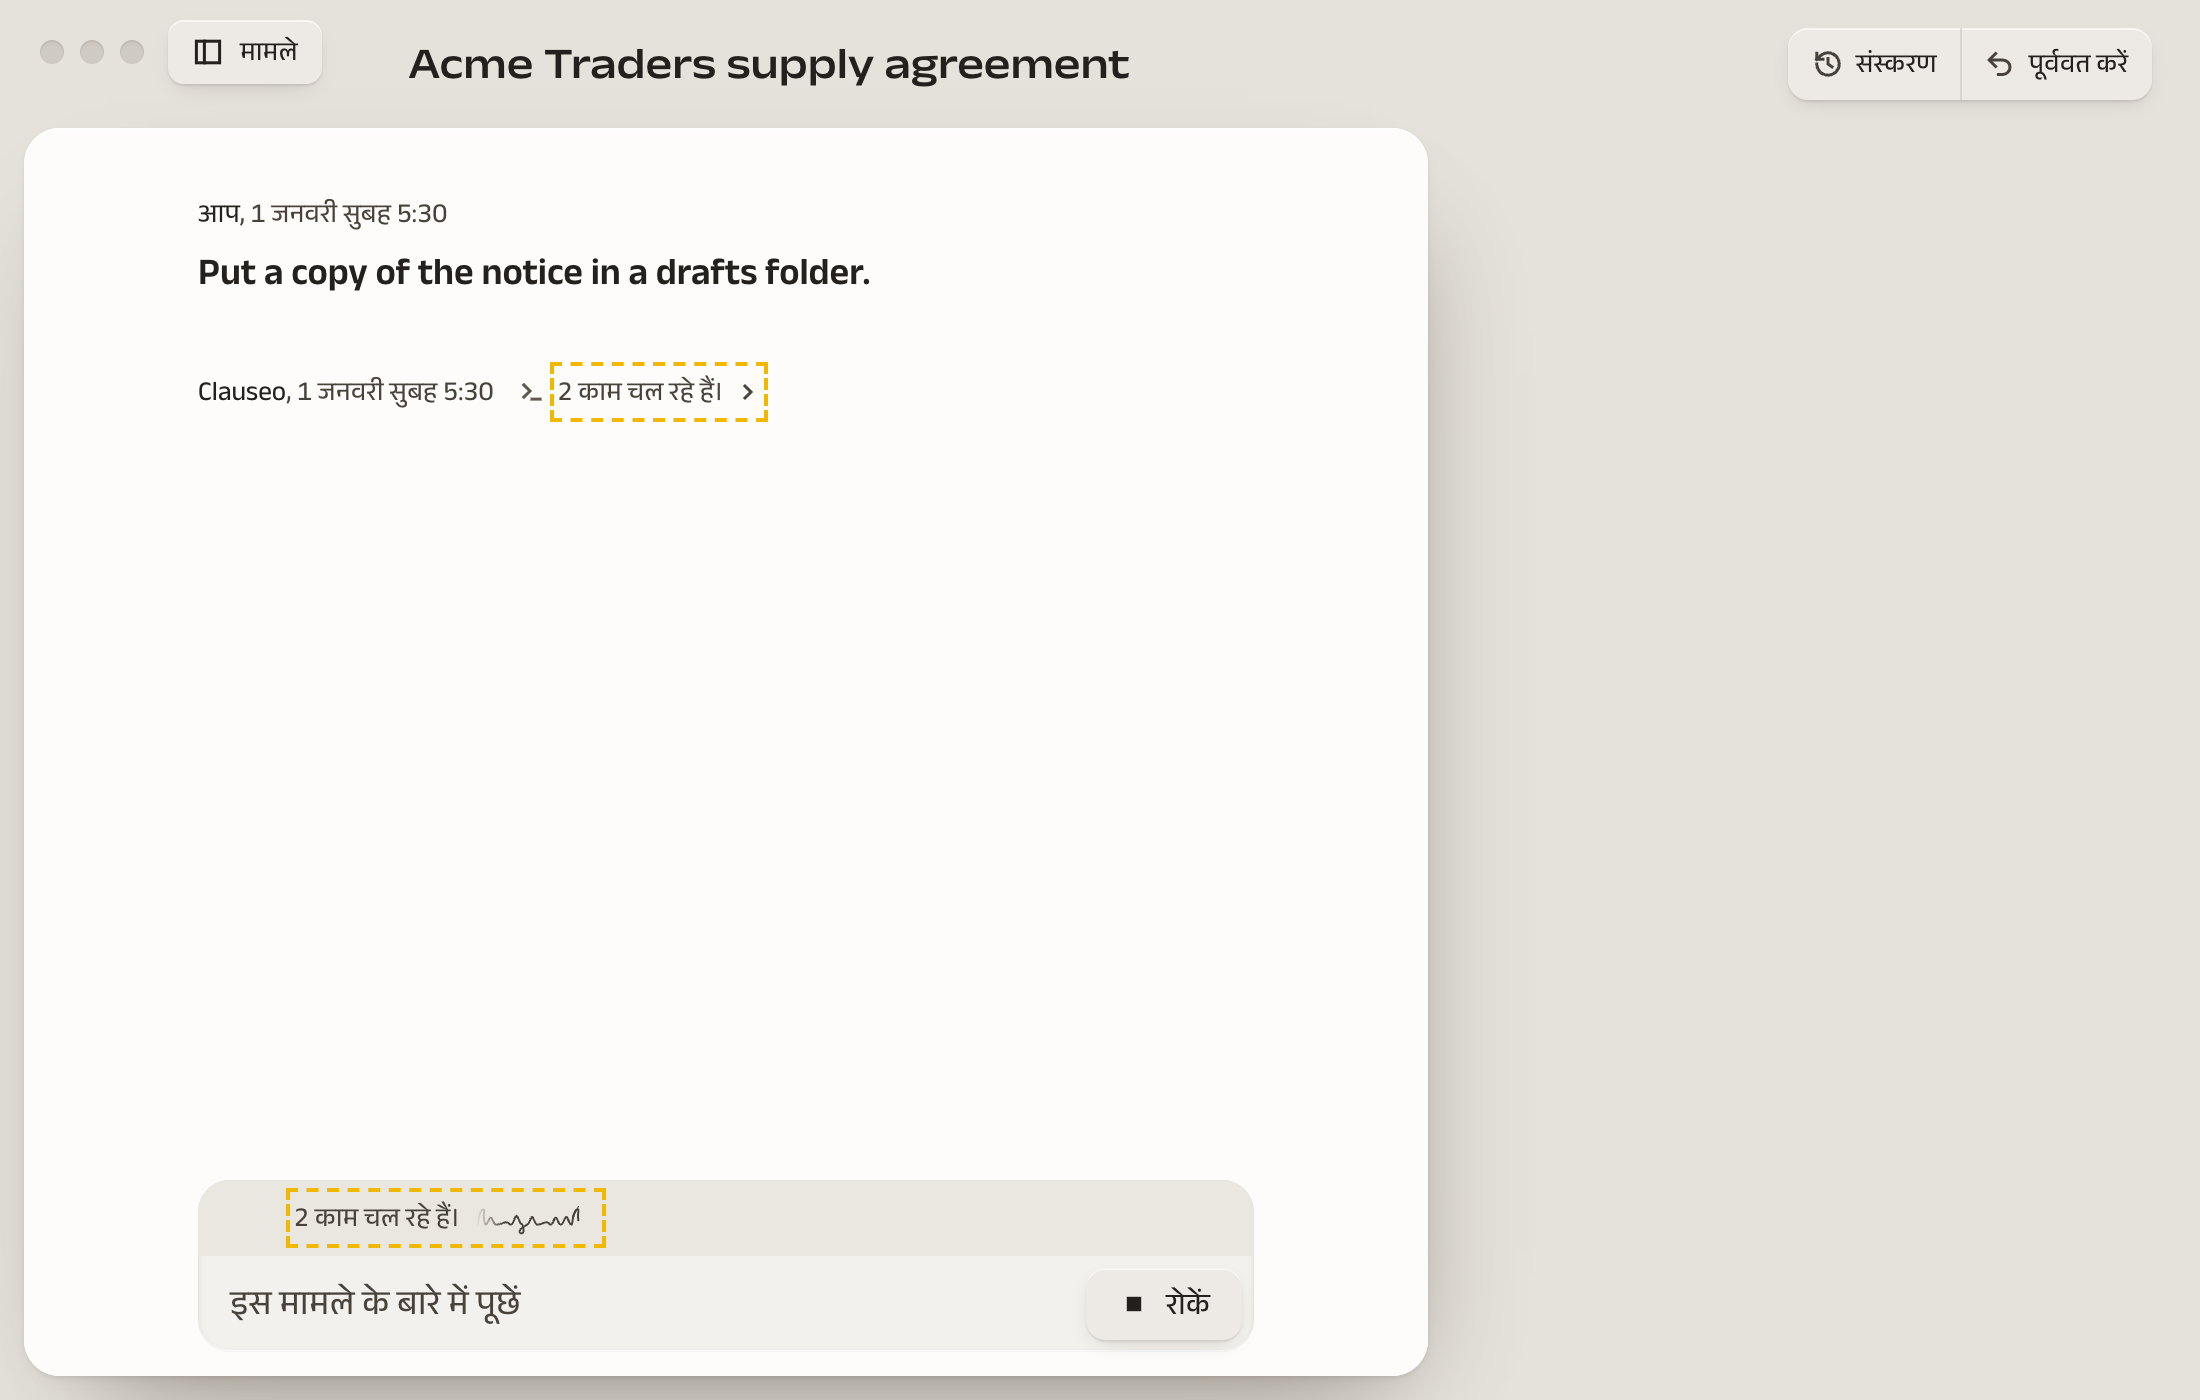 मामले
Acme Traders supply agreement
संस्करण
पूर्ववत करें
आप, 1 जनवरी सुबह 5:30
Put a copy of the notice in a drafts folder.
Clauseo, 1 जनवरी सुबह 5:30 2 काम चल रहे हैं।
2 काम चल रहे हैं।
इस मामले के बारे में पूछें
रोकें